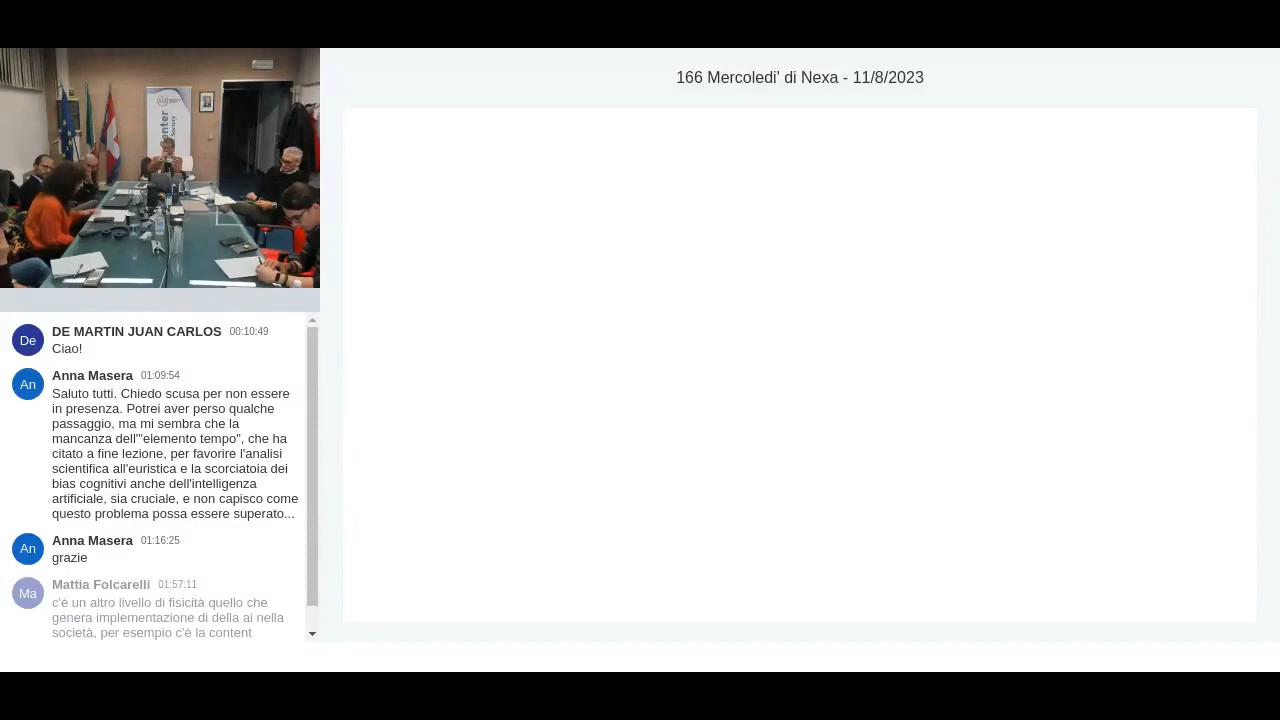 166 Mercoledi' di Nexa - 11/8/2023
enter
Society
De
DE MARTIN JUAN CARLOS 00:10:49
Ciao!
An
Anna Masera 01:09:54
Saluto tutti. Chiedo scusa per non essere
in presenza. Potrei aver perso qualche
passaggio, ma mi sembra che la
mancanza dell'"elemento tempo", che ha
citato a fine lezione, per favorire l'analisi
scientifica all'euristica e la scorciatoia dei
bias cognitivi anche dell'intelligenza
artificiale, sia cruciale, e non capisco come
questo problema possa essere superato...
An
Anna Masera 01:16:25
grazie
Ma
Mattia Folcarelli 01:57:11
c'è un altro livello di fisicità quello che
genera implementazione di della ai nella
società, per esempio c'è la content